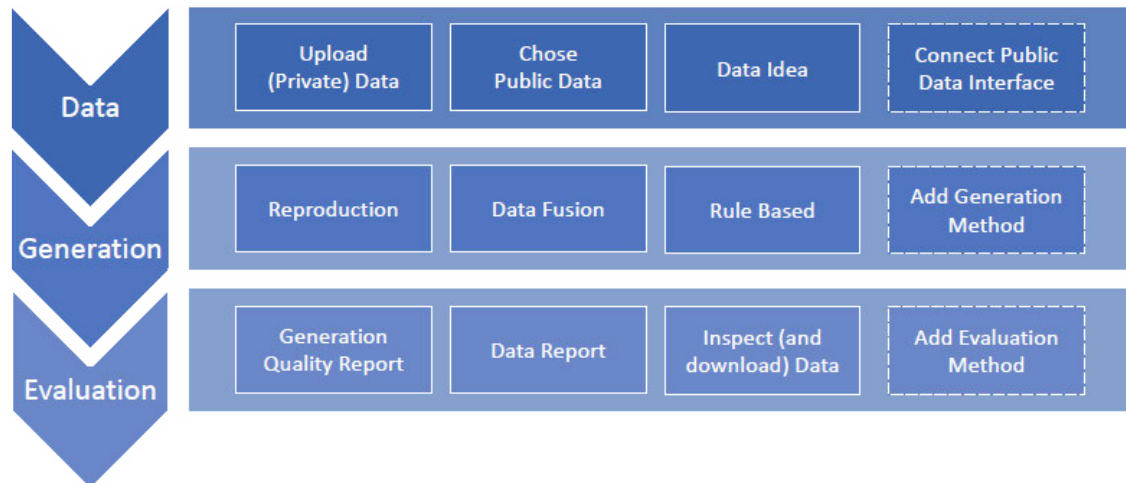 Data
Upload
(Private) Data
Chose
Public Data
Data Idea
Connect Public
Data Interface
Generation
Reproduction
Data Fusion
Rule Based
Add Generation
Method
Evaluation
Generation
Quality Report
Data Report
Inspect (and
download) Data
Add Evaluation
Method